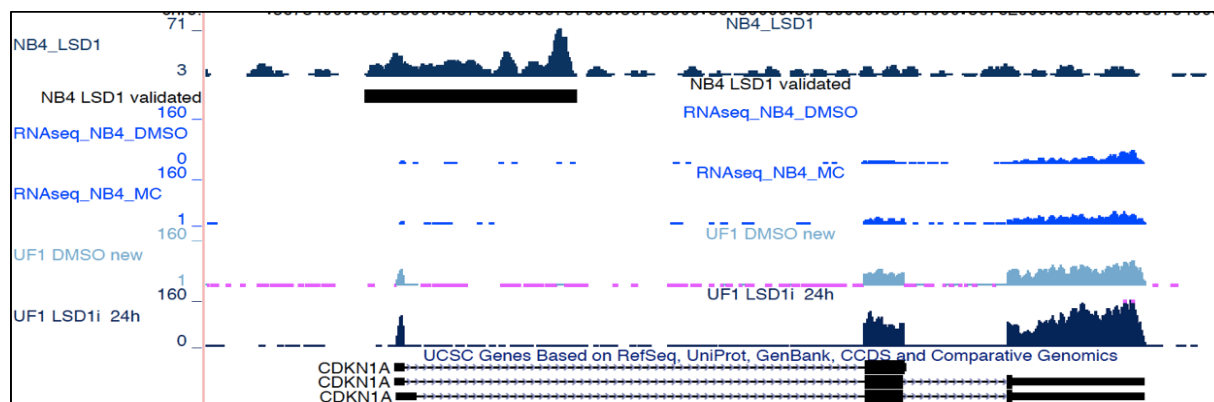 71
NB4_LSD1
NB4_LSD1
3
NB4 LSD1 validated
NB4 LSD1 validated
160
RNAseq_NB4_DMSO
RNAseq_NB4_DMSO
0
160
RNAseq_NB4_MC
RNAseq_NB4_MC
1
160
UF1 DMSO new
UF1 DMSO new
1
160
UF1 LSD1i 24h
UF1 LSD1i 24h
0
UCSC Genes Based on RefSeq, UniProt, GenBank, CCDS and Comparative Genomics
CDKN1A
CDKN1A
CDKN1A